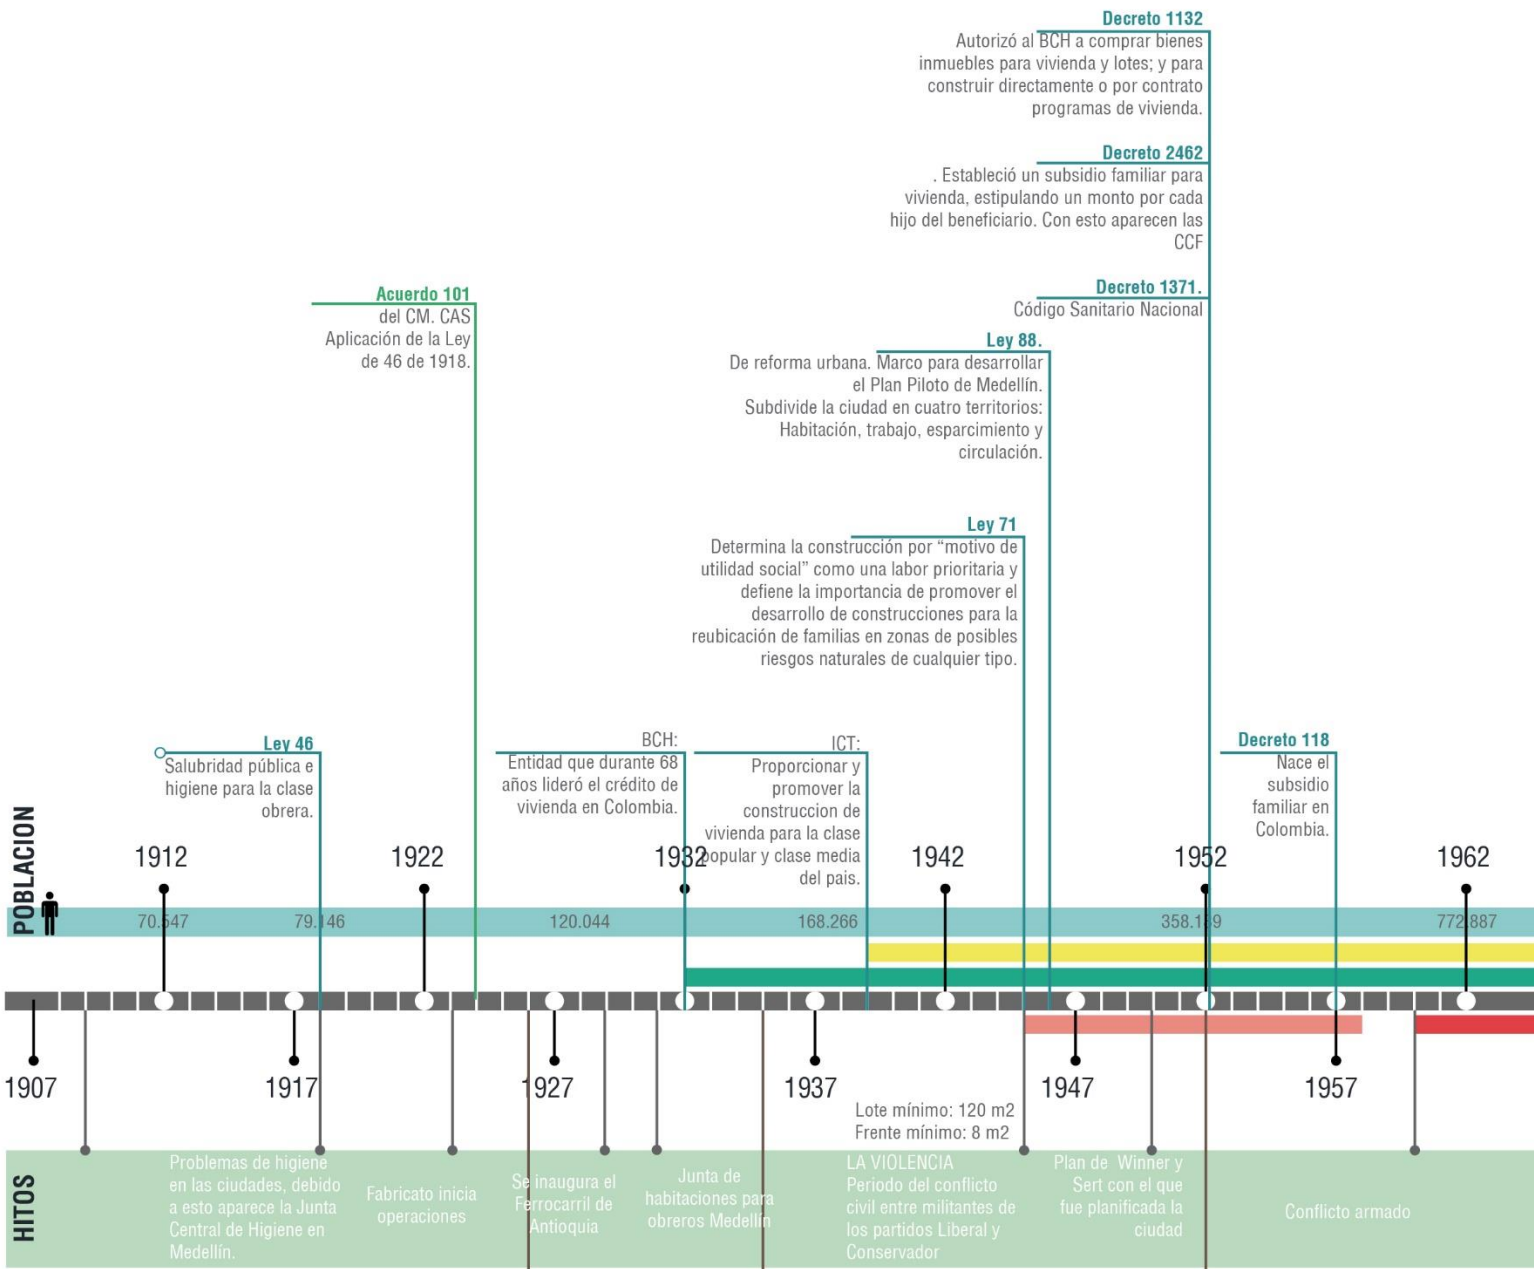 Decreto 1132
Autorizó al BCH a comprar bienes
inmuebles para vivienda y lotes; y para
construir directamente o por contrato
programas de vivienda.
Decreto 2462
. Estableció un subsidio familiar para
vivienda, estipulando un monto por cada
hijo del beneficiario. Con esto aparecen las
CCF
Decreto 1371.
Código Sanitario Nacional
Acuerdo 101
del CM. CAS
Aplicación de la Ley
de 46 de 1918.
Ley 88.
De reforma urbana. Marco para desarrollar
el Plan Piloto de Medellín.
Subdivide la ciudad en cuatro territorios:
Habitación, trabajo, esparcimiento y
circulación.
Ley 71
Determina la construcción por “motivo de
utilidad social” como una labor prioritaria y
defiene la importancia de promover el
desarrollo de construcciones para la
reubicación de familias en zonas de posibles
riesgos naturales de cualquier tipo.
Ley 46
Salubridad pública e
higiene para la clase
obrera.
BCH:
Entidad que durante 68
años lideró el crédito de
vivienda en Colombia.
ICT:
Proporcionar y
promover la
construccion de
vivienda para la clase
popular y clase media
del pais.
Decreto 118
Nace el
subsidio
familiar en
Colombia.
POBLACION
1912
1922
1932
1942
1952
1962
70.547
79.146
120.044
168.266
358.189
772.887
1907
1917
1927
1937
1947
1957
Lote mínimo: 120 m2
Frente mínimo: 8 m2
HITOS
Problemas de higiene
en las ciudades, debido
a esto aparece la Junta
Central de Higiene en
Medellín.
Fabricato inicia
operaciones
Se inaugura el
Ferrocarril de
Antioquia
Junta de
habitaciones para
obreros Medellín
LA VIOLENCIA
Periodo del conflicto
civil entre militantes de
los partidos Liberal y
Conservador
Plan de Winner y
Sert con el que
fue planificada la
ciudad
Conflicto armado